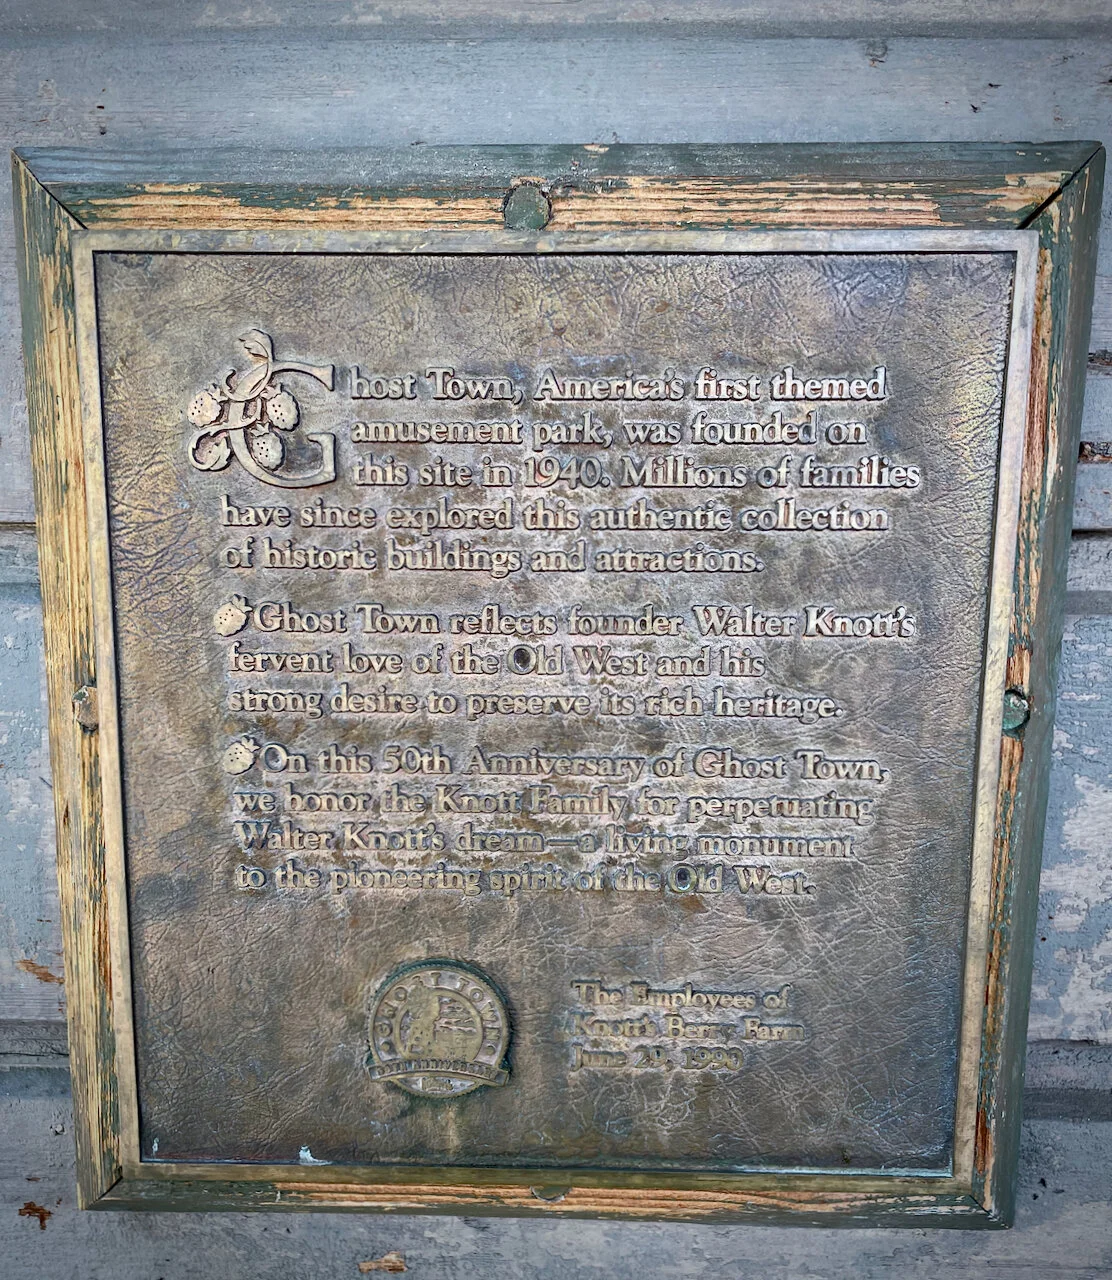 Ghost Town, America's first themed
amusement park, was founded on
this site in 1940. Millions of families
have since explored this authentic collection
of historic buildings and attractions.
Ghost Town reflects founder Walter Knott's
fervent love of the Old West and his
strong desire to preserve its rich heritage.
On this 50th Anniversary of Ghost Town,
we honor the Knott Family for perpetuating
Walter Knott's dream—a living monument
to the pioneering spirit of the Old West.
GHOST TOWN
50TH ANNIVERSARY
The Employees of
Knott's Berry Farm
June 29, 1990